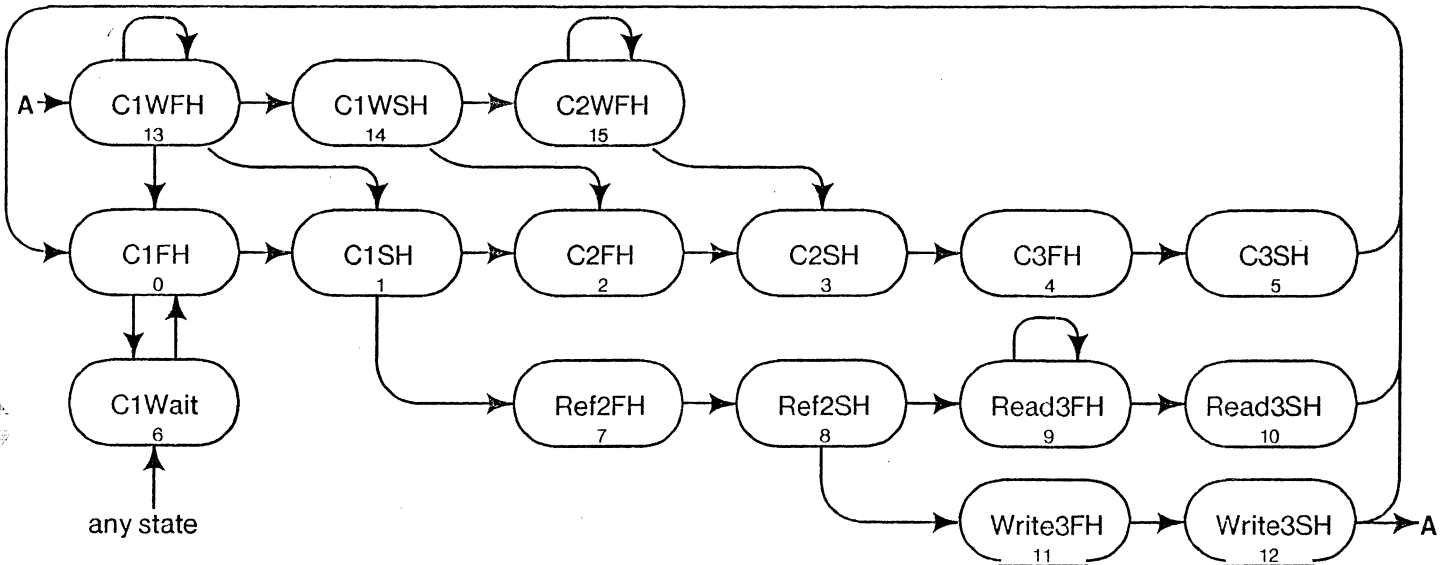 A
C1WFH
13
C1WSH
14
C2WFH
15
C1FH
0
C1SH
1
C2FH
2
C2SH
3
C3FH
4
C3SH
5
C1Wait
6
Ref2FH
7
Ref2SH
8
Read3FH
9
Read3SH
10
any state
Write3FH
11
Write3SH
12
A